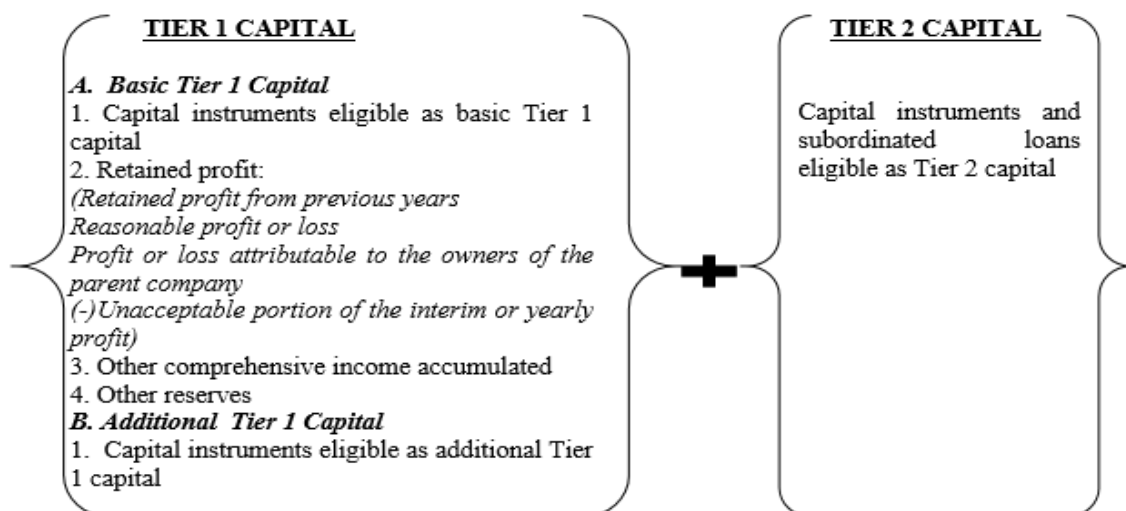 TIER 1 CAPITAL
A. Basic Tier 1 Capital
1. Capital instruments eligible as basic Tier 1
capital
2. Retained profit:
(Retained profit from previous years
Reasonable profit or loss
Profit or loss attributable to the owners of the
parent company
(-)Unacceptable portion of the interim or yearly
profit)
3. Other comprehensive income accumulated
4. Other reserves
B. Additional Tier 1 Capital
1. Capital instruments eligible as additional Tier
1 capital
TIER 2 CAPITAL
Capital instruments and
subordinated loans
eligible as Tier 2 capital